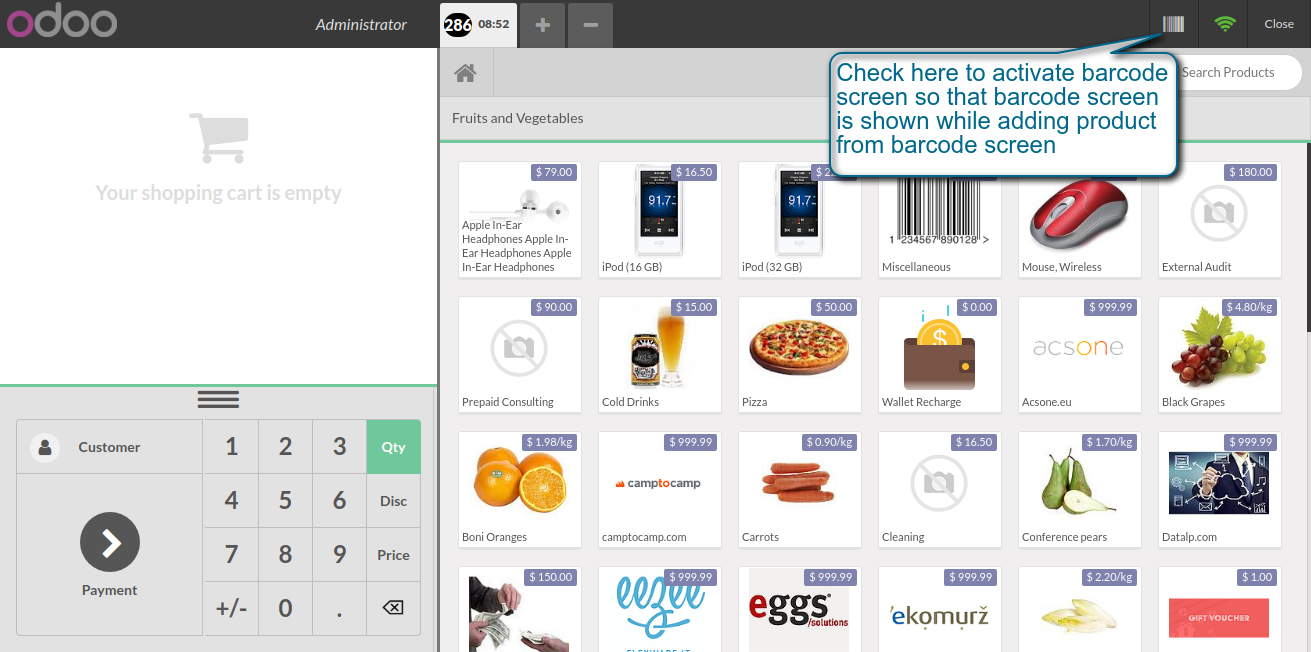 odoo
Administrator
286 08:52
Close
Check here to activate barcode
screen so that barcode screen
is shown while adding product
from barcode screen
Search Products
Fruits and Vegetables
Your shopping cart is empty
$ 79.00
Apple In-Ear
Headphones Apple In-
Ear Headphones Apple
In-Ear Headphones
$ 16.50
91.7
iPod (16 GB)
91.7
iPod (32 GB)
1 234567 890128 >
Miscellaneous
Mouse, Wireless
$ 180.00
External Audit
$ 90.00
Prepaid Consulting
$ 15.00
Cold Drinks
$ 50.00
Pizza
$ 0.00
$
Wallet Recharge
$ 999.99
acsone
Acsone.eu
$ 4.80/kg
Black Grapes
$ 1.98/kg
Boni Oranges
$ 999.99
camptocamp
camptocamp.com
$ 0.90/kg
Carrots
$ 16.50
Cleaning
$ 1.70/kg
Conference pears
$ 999.99
Datalp.com
$ 150.00
$ 999.99
eezee
$ 999.99
eggs
/solutions
$ 999.99
'ekomurž
$ 2.20/kg
$ 1.00
GIFT VOUCHER
Customer
1 2 3 Qty
4 5 6 Disc
7 8 9 Price
Payment
+/- 0 .